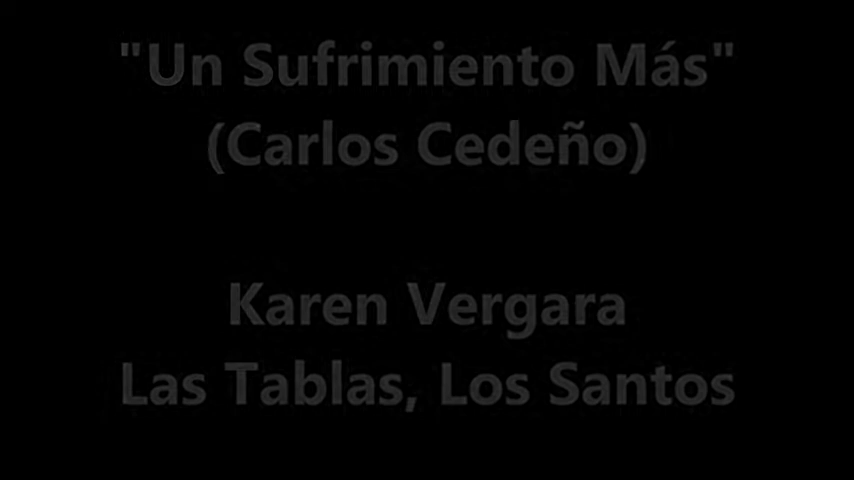 "Un Sufrimiento Más"
(Carlos Cedeño)
Karen Vergara
Las Tablas, Los Santos